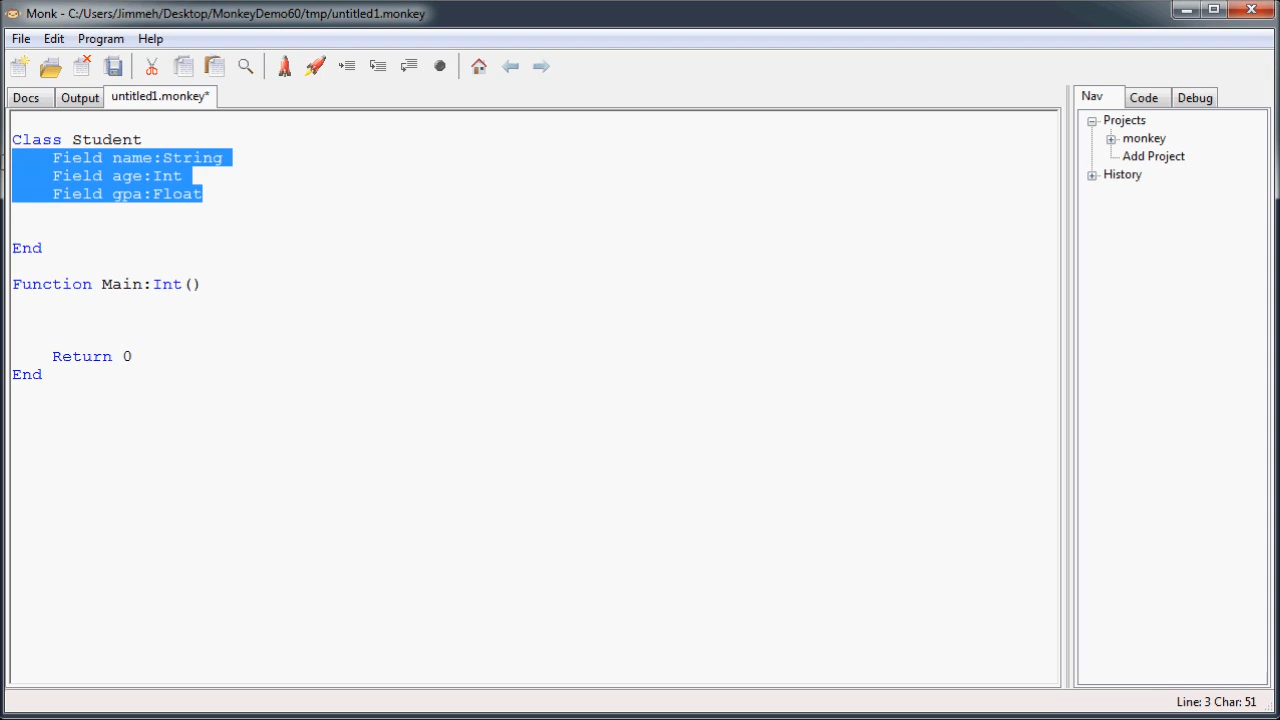 Monk - C:/Users/Jimmeh/Desktop/MonkeyDemo60/tmp/untitled1.monkey
File Edit Program Help
Docs Output untitled1.monkey*
Nav Code Debug
Class Student
Field name:String
Field age:Int
Field gpa:Float
End
Function Main:Int()
Return 0
End
Projects
monkey
Add Project
History
Line: 3 Char: 51